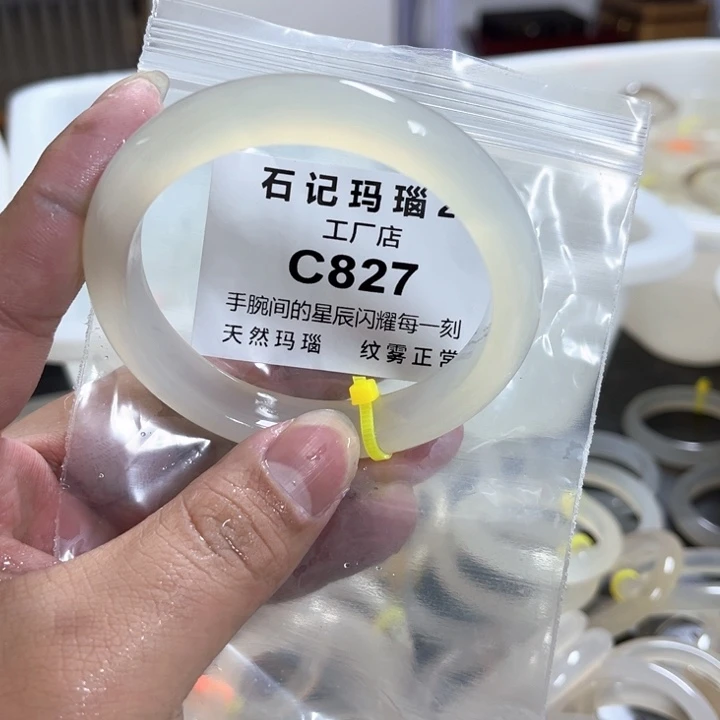 石记玛瑙
工厂店
C827
手腕间的星辰闪耀每一刻
天然玛瑙 纹雾正常